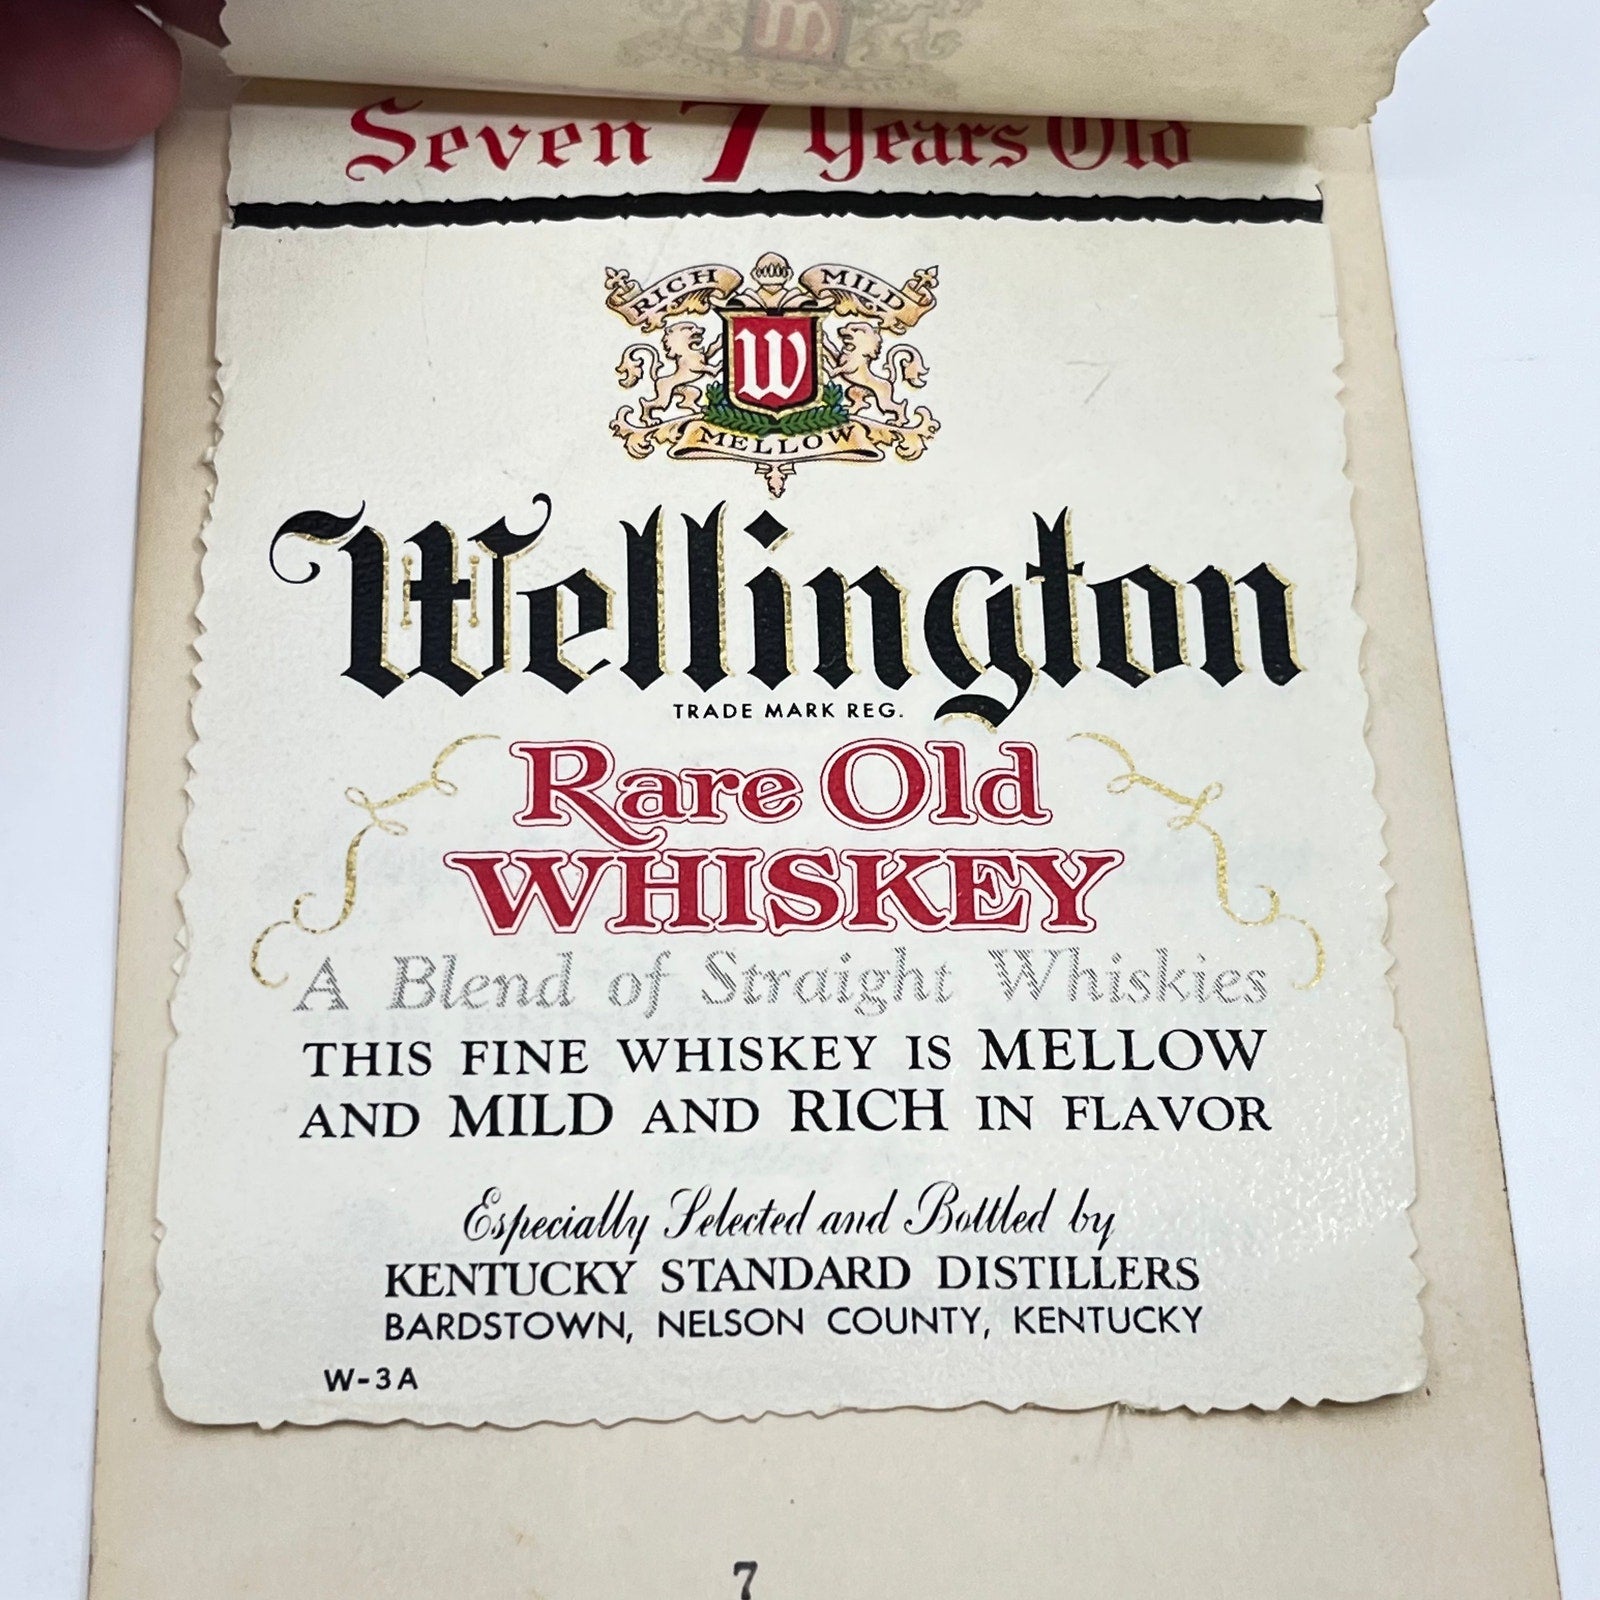 Seven 7 Years Old
RICH MILD
W
MELLOW
Wellington
TRADE MARK REG.
Rare Old
WHISKEY
A Blend of Straight Whiskies
THIS FINE WHISKEY IS MELLOW
AND MILD AND RICH IN FLAVOR
Especially Selected and Bottled by
KENTUCKY STANDARD DISTILLERS
BARDSTOWN, NELSON COUNTY, KENTUCKY
W-3A
7